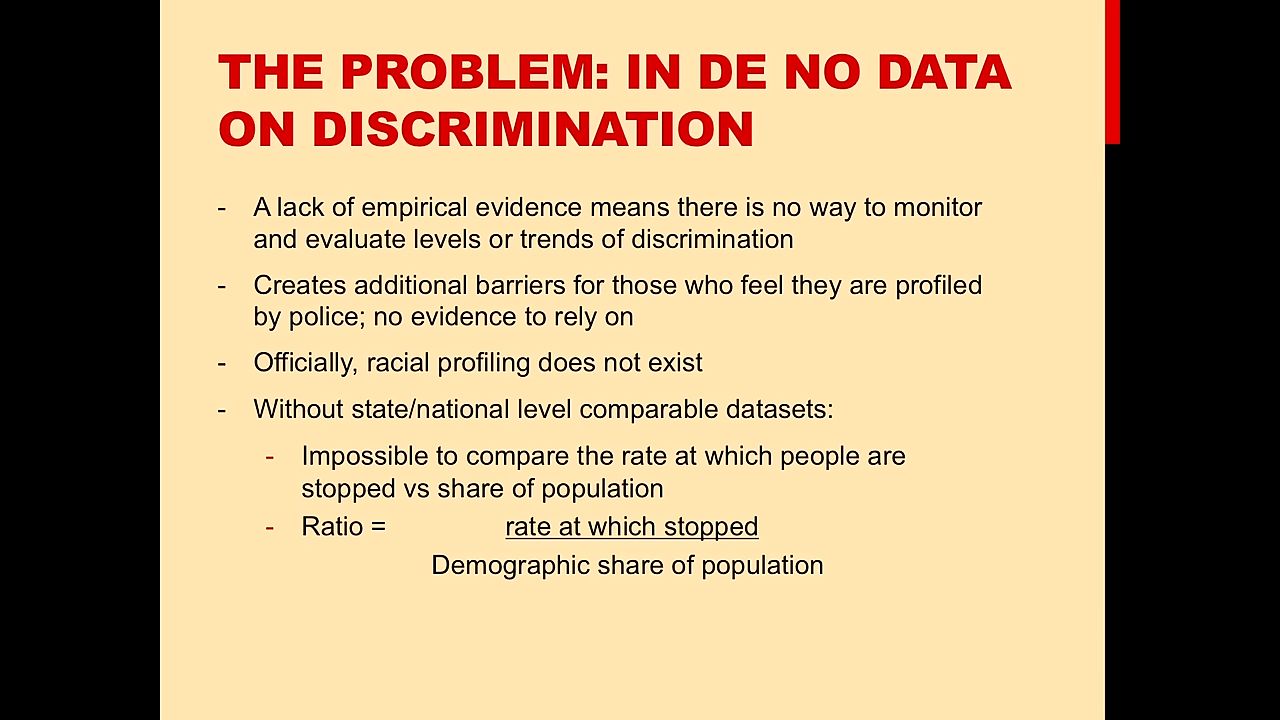 THE PROBLEM: IN DE NO DATA
ON DISCRIMINATION
- A lack of empirical evidence means there is no way to monitor
and evaluate levels or trends of discrimination
- Creates additional barriers for those who feel they are profiled
by police; no evidence to rely on
- Officially, racial profiling does not exist
- Without state/national level comparable datasets:
- Impossible to compare the rate at which people are
stopped vs share of population
- Ratio = rate at which stopped
Demographic share of population